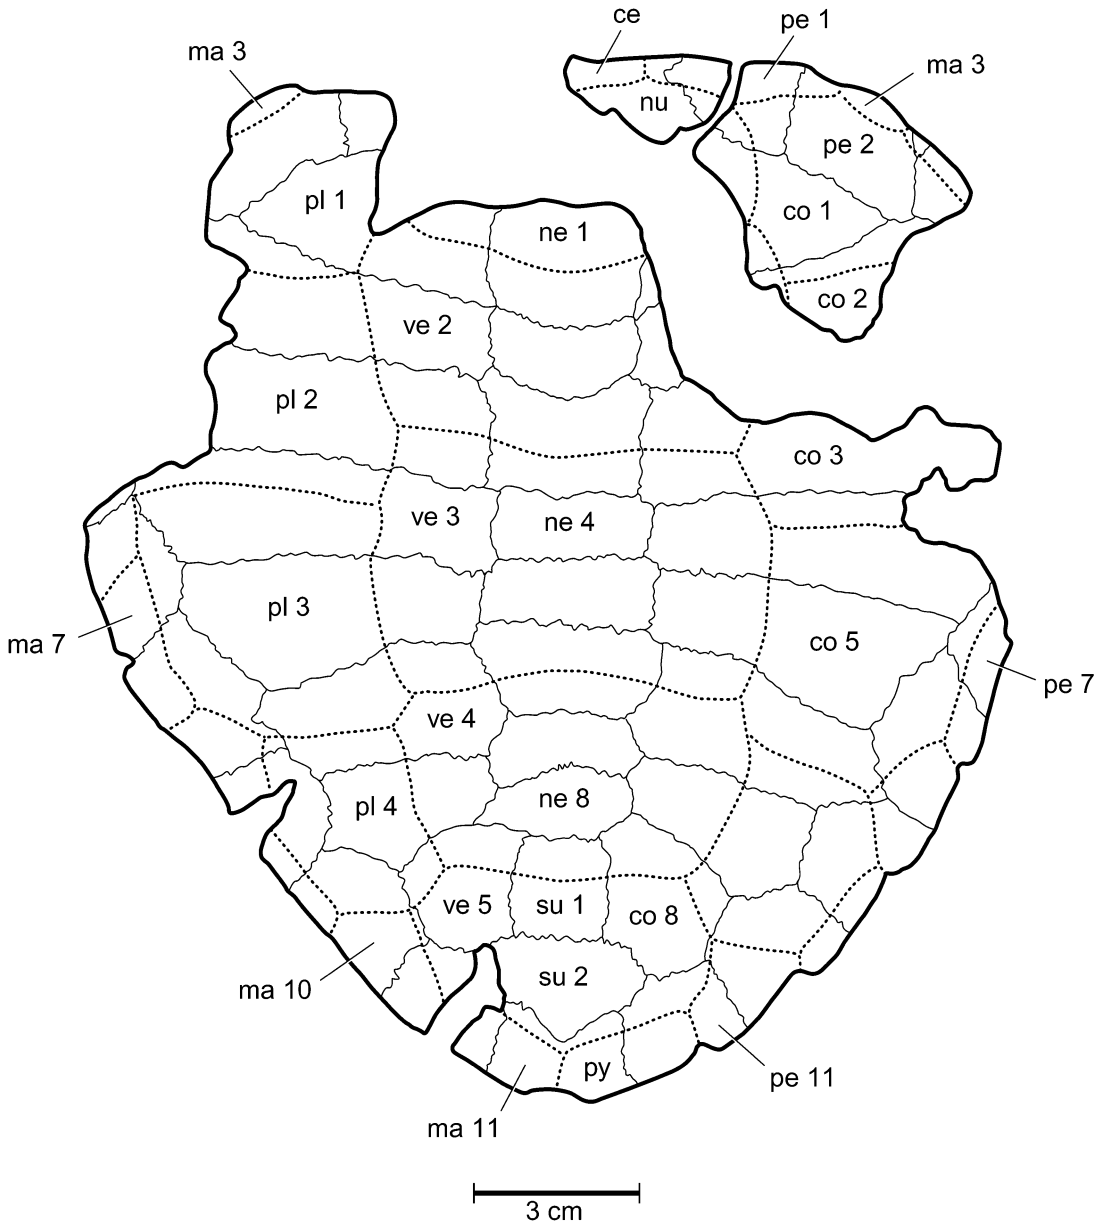 ce
pe 1
ma 3
ma 3
nu
pe 2
pl 1
co 1
ne 1
co 2
ve 2
pl 2
co 3
ve 3
ne 4
pl 3
ma 7
co 5
pe 7
ve 4
pl 4
ne 8
ve 5
su 1
co 8
su 2
ma 10
py
pe 11
ma 11
3 cm